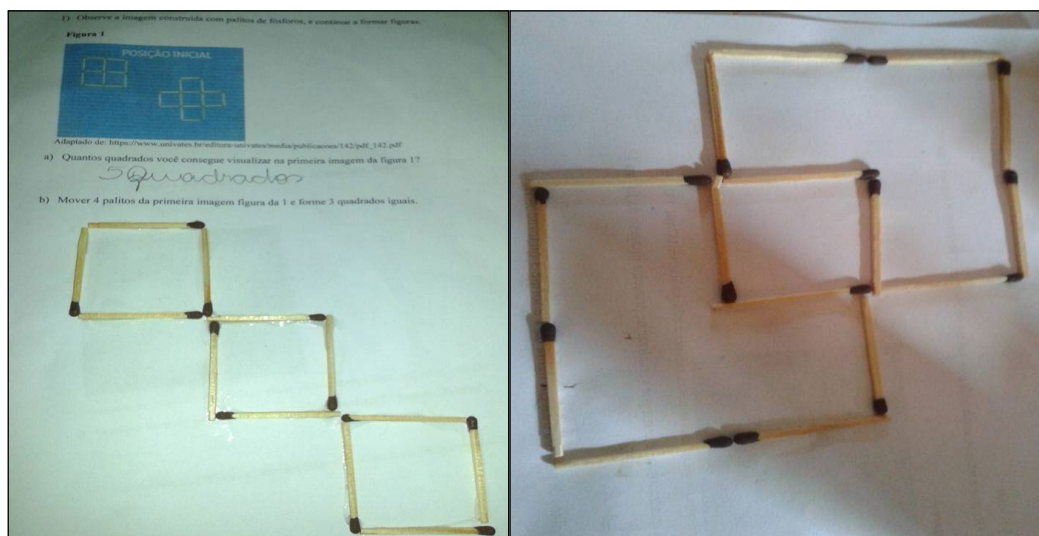 1) Observe a imagem construída com palitos de fósforos, e continue a formar figuras:
Figura 1
POSIÇÃO INICIAL
Adaptado de: https://www.univates.br/editora-univates/media/publicacoes/142/pdf_142.pdf
a) Quantos quadrados você consegue visualizar na primeira imagem da figura 1?
5 quadrados
b) Mover 4 palitos da primeira imagem figura da 1 e forme 3 quadrados iguais.